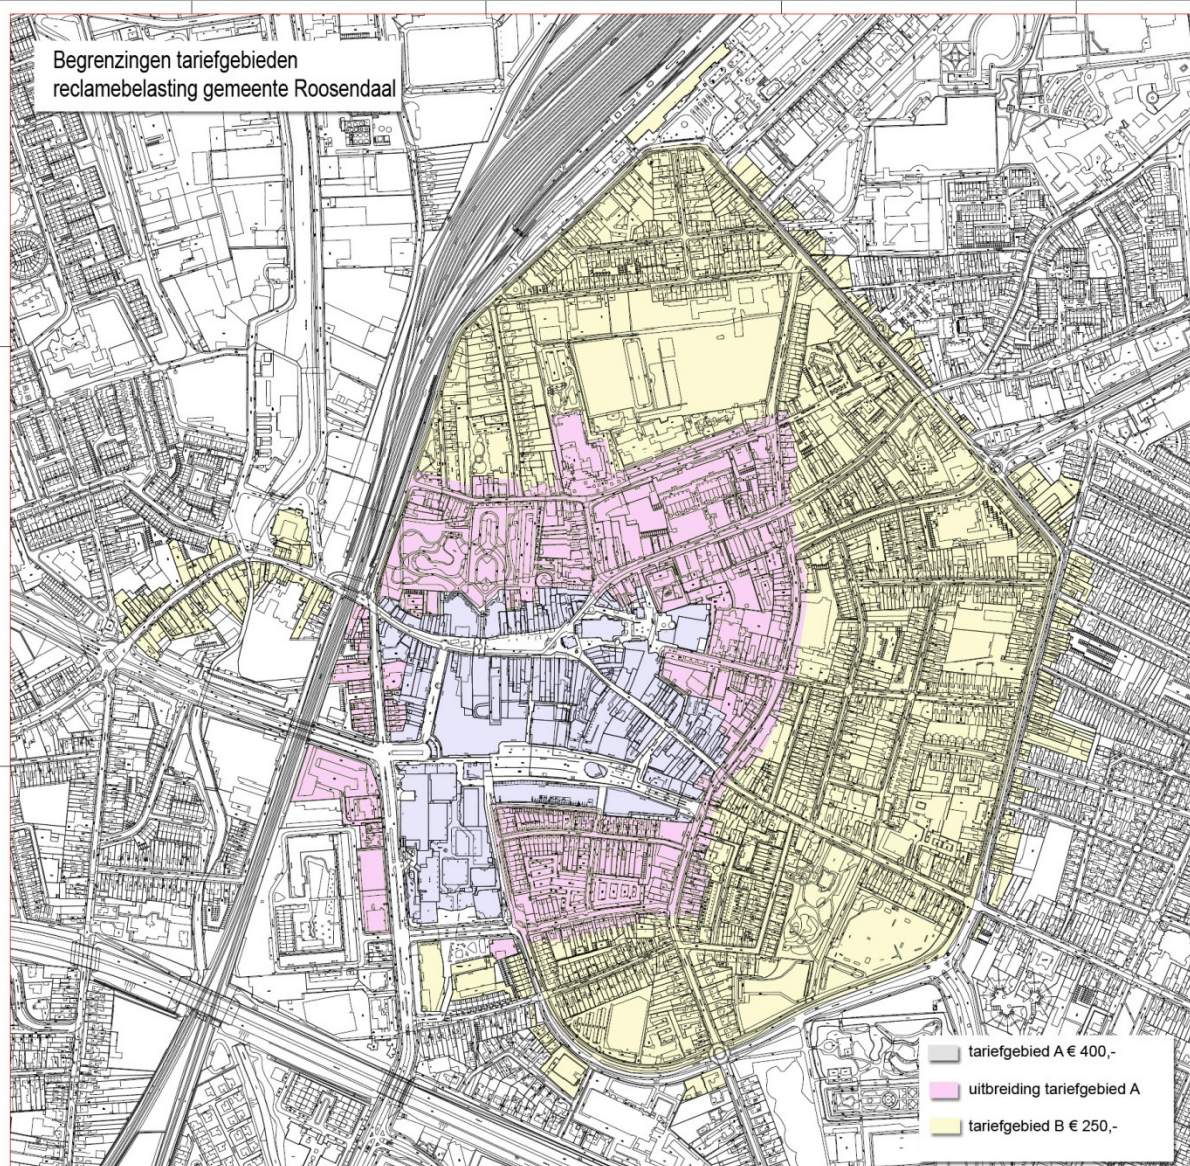 Begrenzingen tariefgebieden
reclamebelasting gemeente Roosendaal
tariefgebied A € 400,-
uitbreiding tariefgebied A
tariefgebied B € 250,-